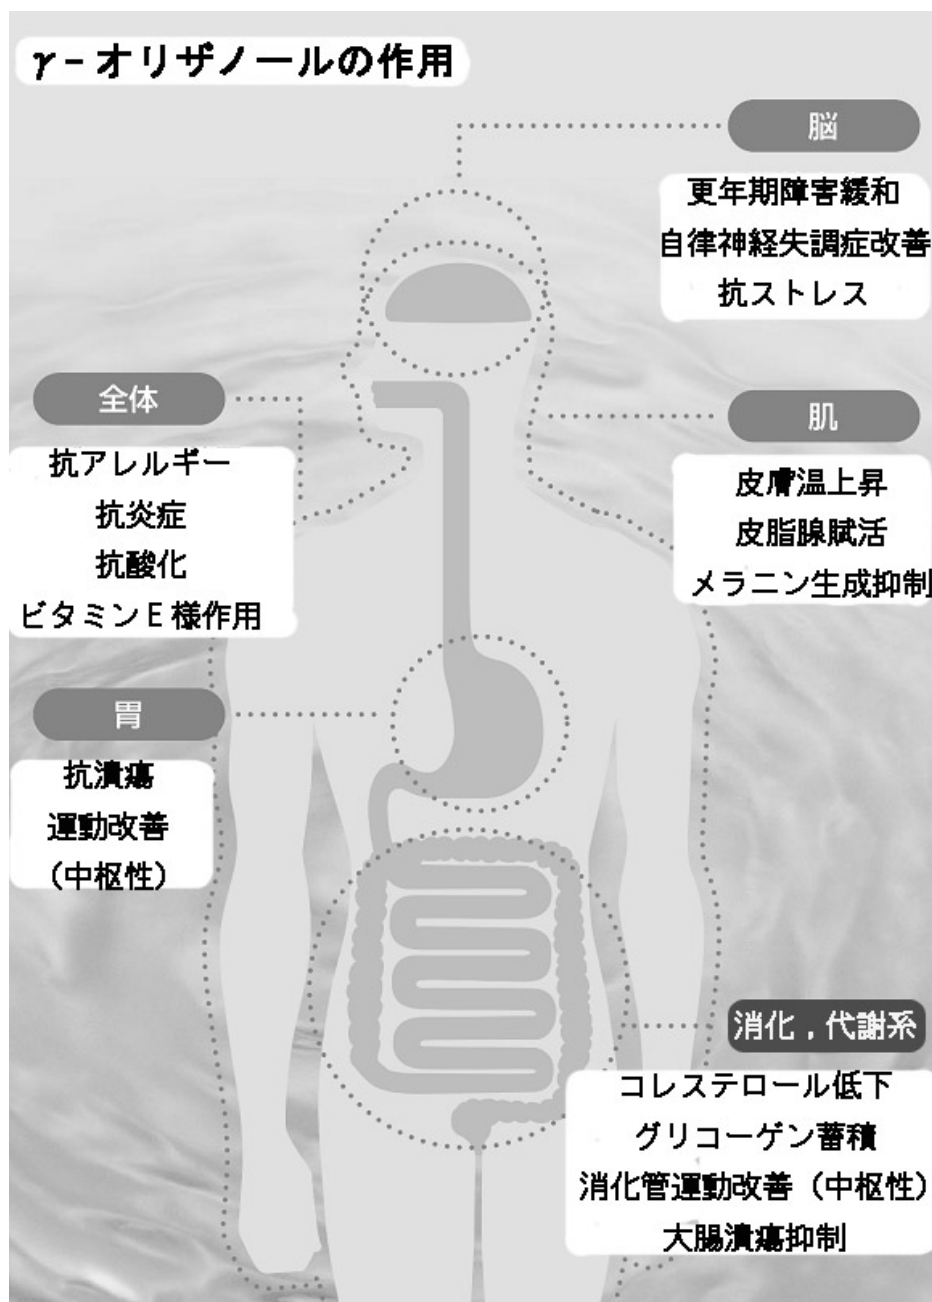 γ-オリザノールの作用
脳
更年期障害緩和
自律神経失調症改善
抗ストレス
全体
抗アレルギー
抗炎症
抗酸化
ビタミンE様作用
肌
皮膚温上昇
皮脂腺賦活
メラニン生成抑制
胃
抗潰瘍
運動改善
(中枢性)
消化,代謝系
コレステロール低下
グリコーゲン蓄積
消化管運動改善(中枢性)
大腸潰瘍抑制